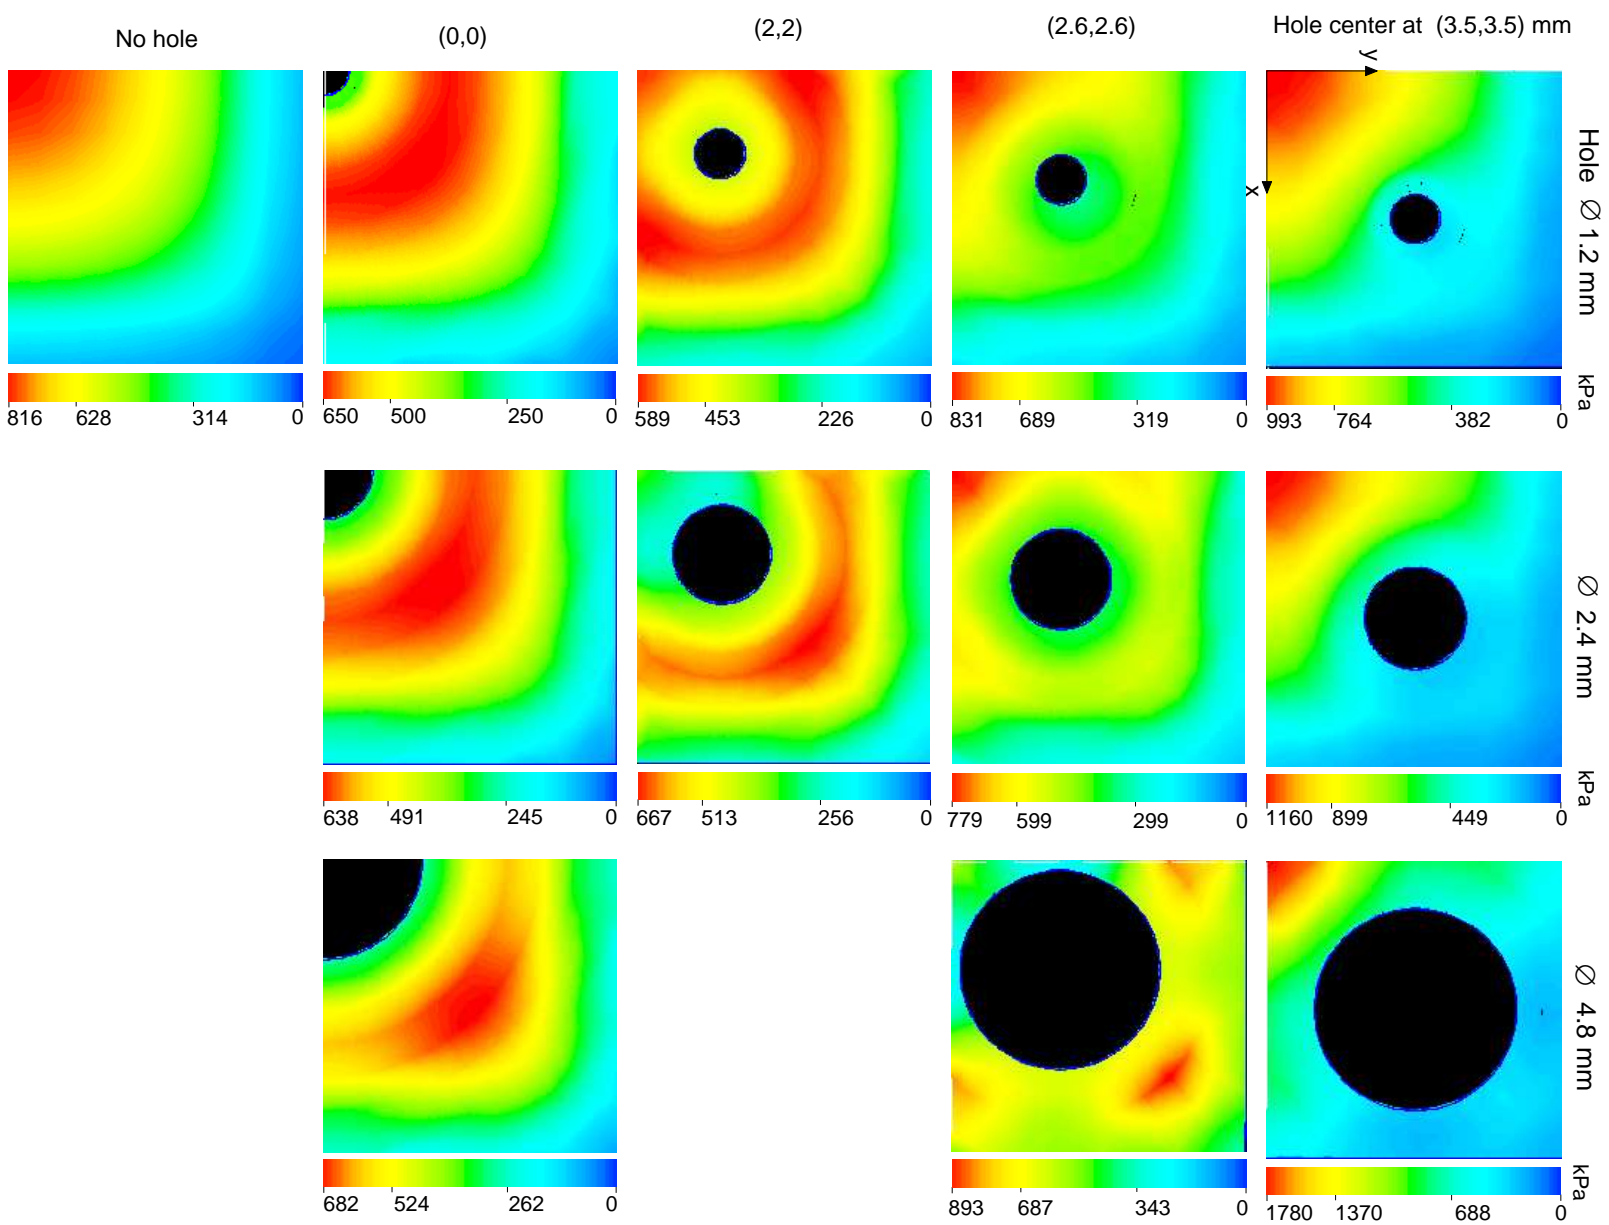 No hole
(0,0)
(2,2)
(2.6,2.6)
Hole center at (3.5,3.5) mm
y
x
Hole Ø 1.2 mm
816 628 314 0
650 500 250 0
589 453 226 0
831 689 319 0
993 764 382 0
kPa
Ø 2.4 mm
638 491 245 0
667 513 256 0
779 599 299 0
1160 899 449 0
kPa
Ø 4.8 mm
682 524 262 0
893 687 343 0
1780 1370 688 0
kPa